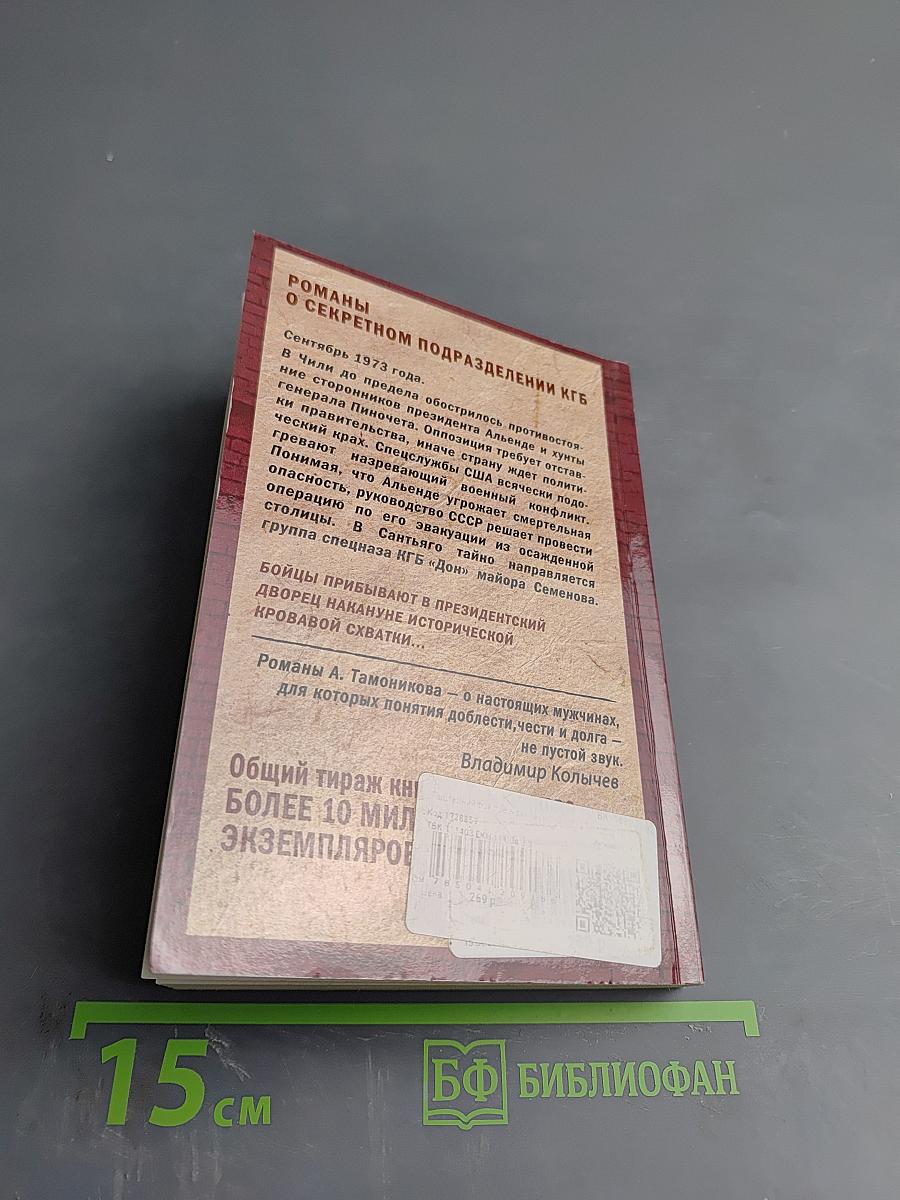 РОМАНЫ
О СЕКРЕТНОМ ПОДРАЗДЕЛЕНИИ КГБ
Сентябрь 1973 года.
В Чили до предела обострилось противостоя-
ние сторонников президента Альенде и хунты
генерала Пиночета. Оппозиция требует отстав-
ки правительства, иначе страну ждет полити-
ческий крах. Спецслужбы США всячески подо-
гревают назревающий военный конфликт.
Понимая, что Альенде угрожает смертельная
опасность, руководство СССР решает провести
операцию по его эвакуации из осажденной
столицы. В Сантьяго тайно направляется
группа спецназа КГБ «Дон» майора Семенова.
БОЙЦЫ ПРИБЫВАЮТ В ПРЕЗИДЕНТСКИЙ
ДВОРЕЦ НАКАНУНЕ ИСТОРИЧЕСКОЙ
КРОВАВОЙ СХВАТКИ...
Романы А. Тамоникова – о настоящих мужчинах,
для которых понятия доблести,чести и долга –
не пустой звук.
Владимир Колычев
Общий тираж кни
БОЛЕЕ 10 МИЛ
ЭКЗЕМПЛЯРОВ
269 р
15 см
БФ БИБЛИОФАН